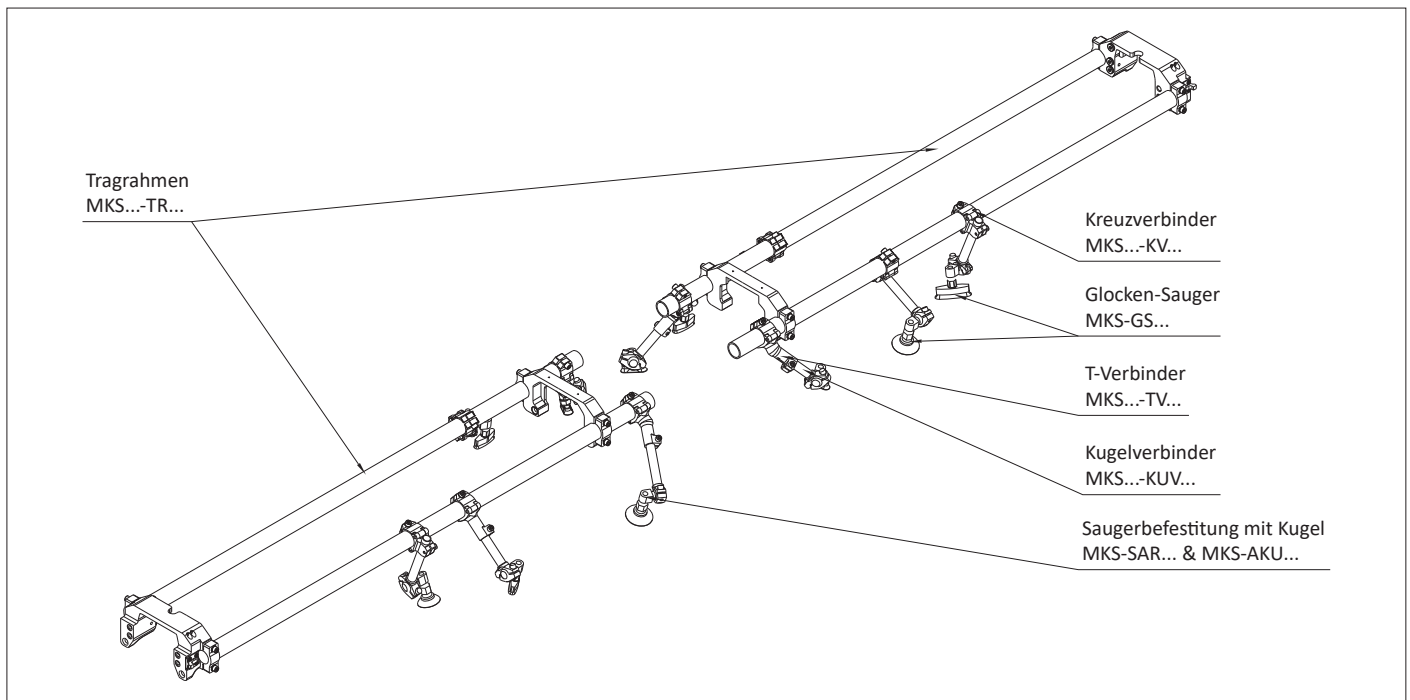 Tragrahmen
MKS...-TR...
Kreuzverbinder
MKS...-KV...
Glocken-Sauger
MKS-GS...
T-Verbinder
MKS...-TV...
Kugelverbinder
MKS...-KUV...
Saugerbefestitung mit Kugel
MKS-SAR... & MKS-AKU...